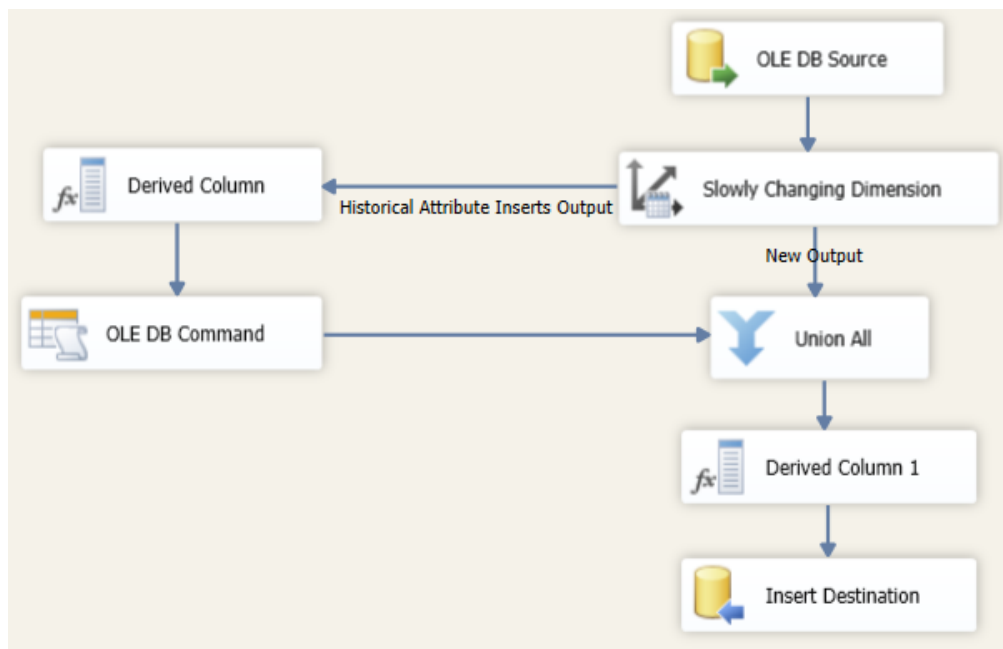 OLE DB Source
Derived Column
Slowly Changing Dimension
Historical Attribute Inserts Output
New Output
OLE DB Command
Union All
Derived Column 1
Insert Destination